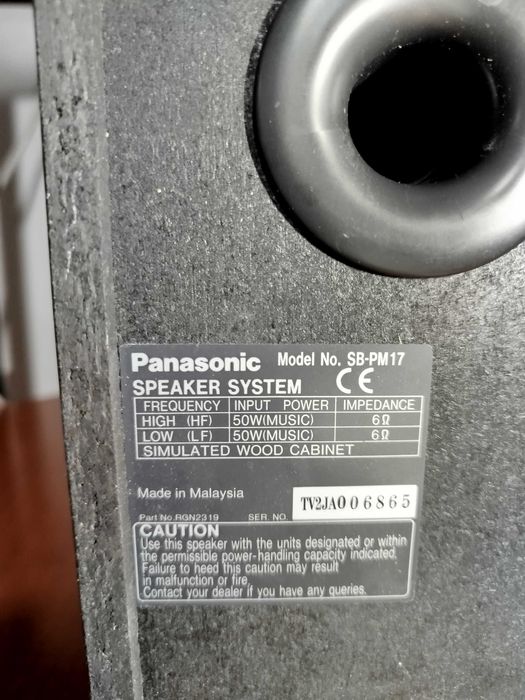 Panasonic Model No. SB-PM17
SPEAKER SYSTEM CE
FREQUENCY INPUT POWER IMPEDANCE
HIGH (HF) 50W(MUSIC) 6Ω
LOW (LF) 50W(MUSIC) 6Ω
SIMULATED WOOD CABINET
Made in Malaysia
Part No.RGN2319 SER. NO. TV2JA006865
CAUTION
Use this speaker with the units designated or within
the permissible power-handling capacity indicated.
Failure to heed this caution may result
in malfunction or fire.
Contact your dealer if you have any queries.